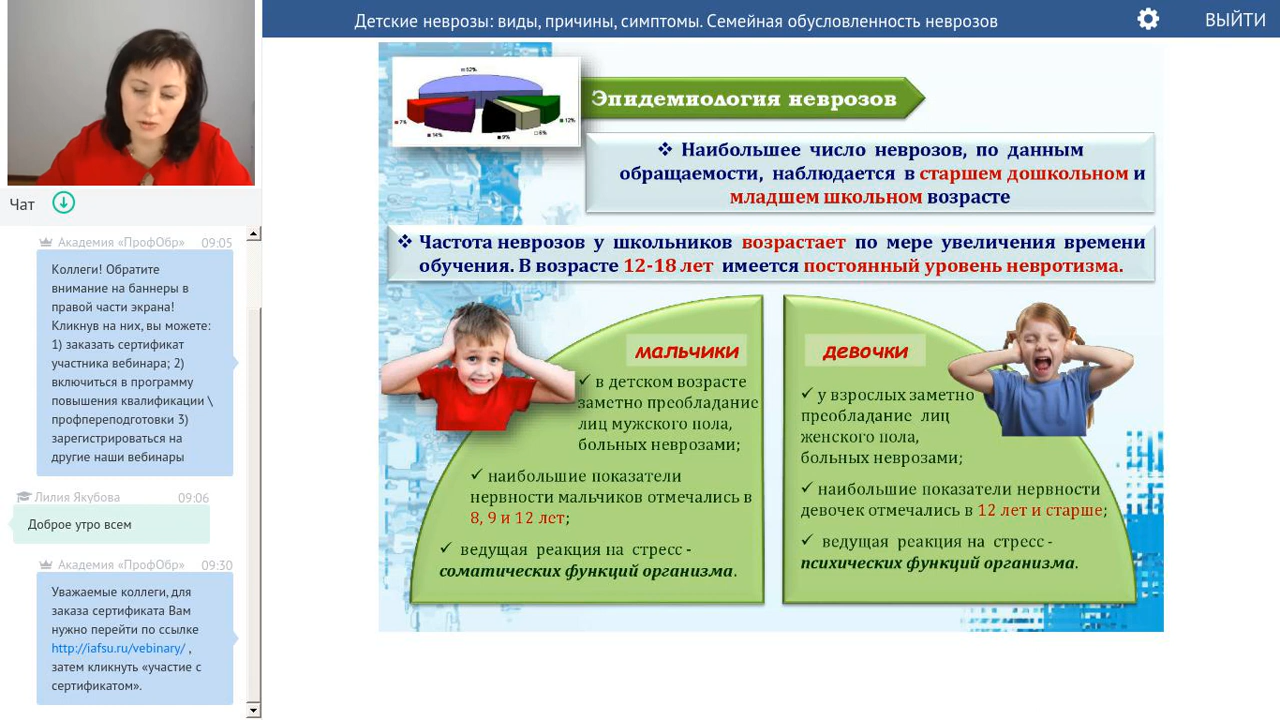 Детские неврозы: виды, причины, симптомы. Семейная обусловленность неврозов
ВЫЙТИ
Чат
Академия «ПрофОбр» 09:05
Коллеги! Обратите
внимание на баннеры в
правой части экрана!
Кликнув на них, вы можете:
1) заказать сертификат
участника вебинара; 2)
включиться в программу
повышения квалификации \
профпереподготовки 3)
зарегистрироваться на
другие наши вебинары
Лилия Якубова 09:06
Доброе утро всем
Академия «ПрофОбр» 09:30
Уважаемые коллеги, для
заказа сертификата Вам
нужно перейти по ссылке
http://iafsu.ru/vebinary/ ,
затем кликнуть «участие с
сертификатом».
52%
7%
14%
9%
8%
12%
Эпидемиология неврозов
❖ Наибольшее число неврозов, по данным
обращаемости, наблюдается в старшем дошкольном и
младшем школьном возрасте
❖ Частота неврозов у школьников возрастает по мере увеличения времени
обучения. В возрасте 12-18 лет имеется постоянный уровень невротизма.
мальчики
✓ в детском возрасте
заметно преобладание
лиц мужского пола,
больных неврозами;
✓ наибольшие показатели
нервности мальчиков отмечались в
8, 9 и 12 лет;
✓ ведущая реакция на стресс -
соматических функций организма.
девочки
✓ у взрослых заметно
преобладание лиц
женского пола,
больных неврозами;
✓ наибольшие показатели нервности
девочек отмечались в 12 лет и старше;
✓ ведущая реакция на стресс -
психических функций организма.